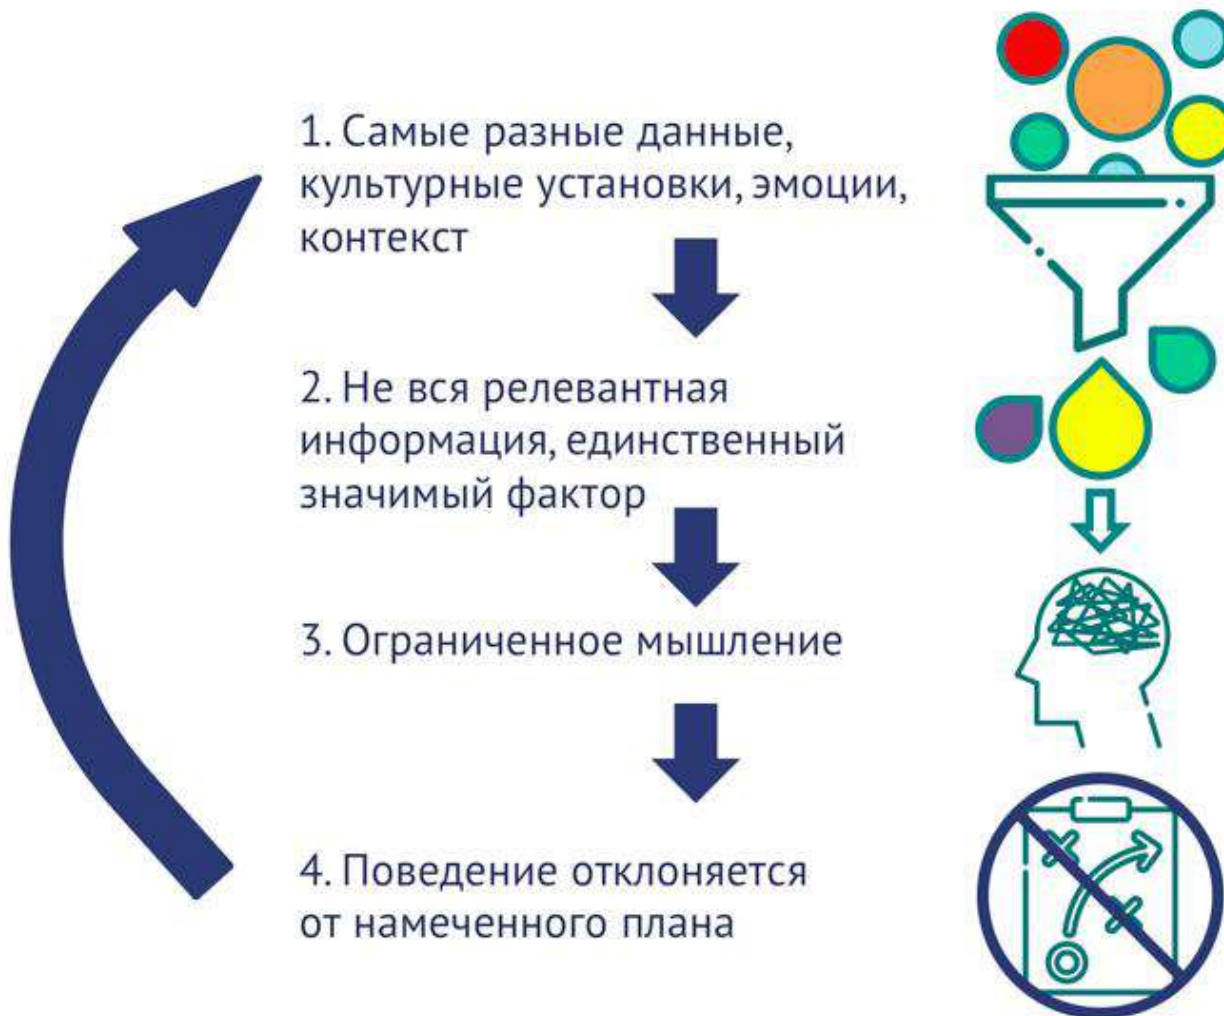 1. Самые разные данные,
культурные установки, эмоции,
контекст
2. Не вся релевантная
информация, единственный
значимый фактор
3. Ограниченное мышление
4. Поведение отклоняется
от намеченного плана